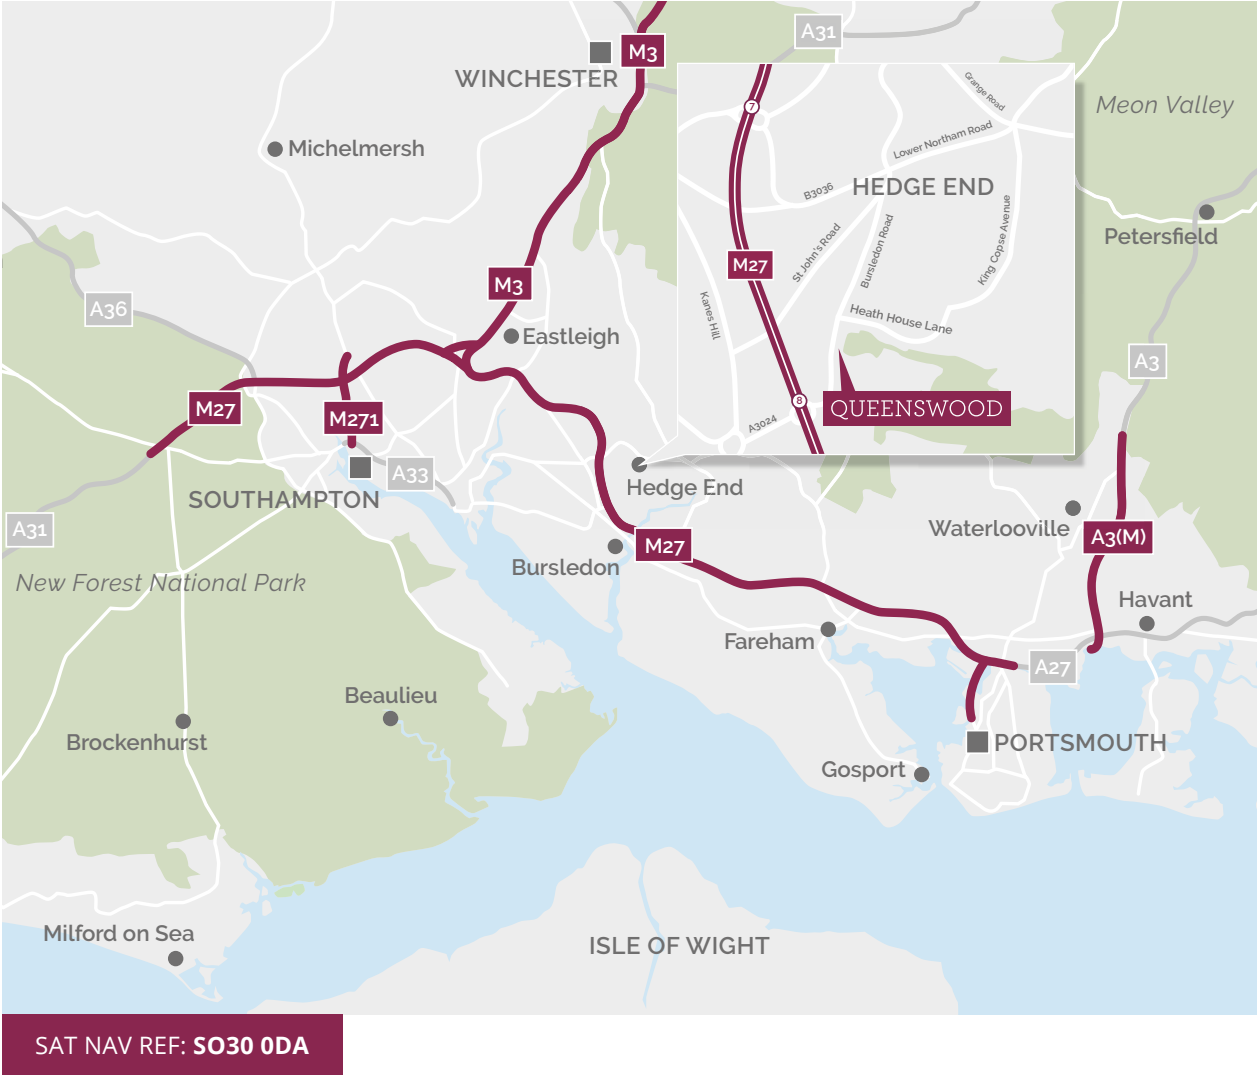 A31
M3
WINCHESTER
Grange Road
7
Meon Valley
Lower Northam Road
Michelmersh
HEDGE END
B3036
Petersfield
St John's Road
Bursledon Road
King Copse Avenue
M27
M3
A36
Kanes Hill
Heath House Lane
Eastleigh
A3
8
QUEENSWOOD
M27
M271
A3024
A33
SOUTHAMPTON
Hedge End
A31
Waterlooville
A3(M)
M27
Bursledon
New Forest National Park
Havant
Fareham
A27
Beaulieu
Brockenhurst
PORTSMOUTH
Gosport
Milford on Sea
ISLE OF WIGHT
SAT NAV REF: SO30 0DA